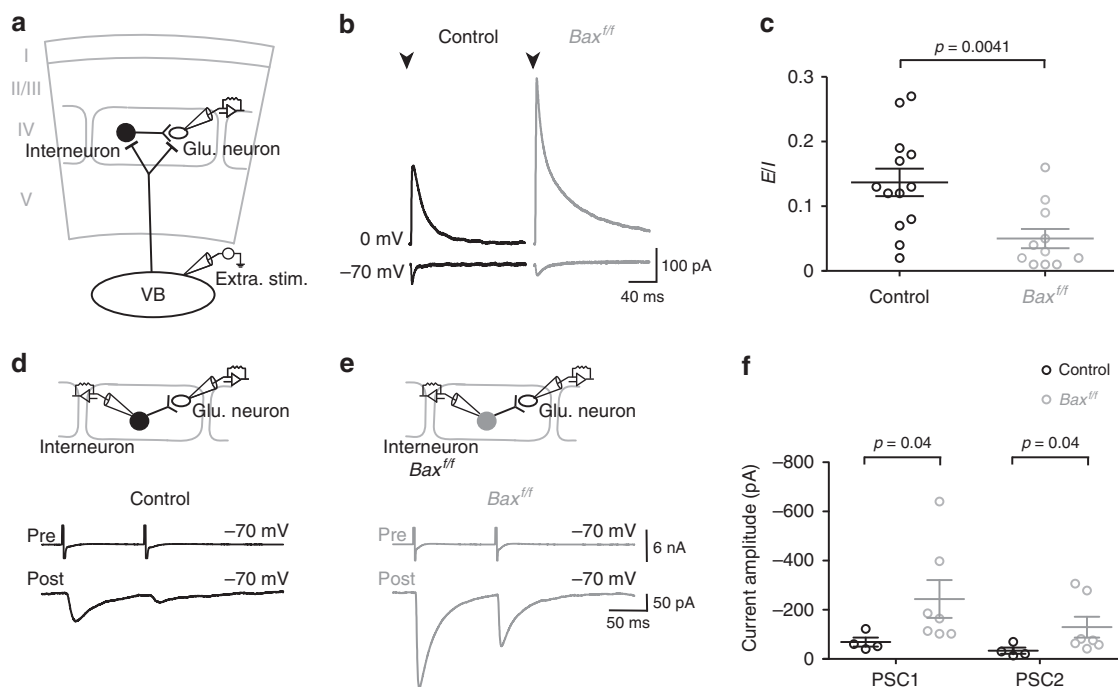 a
I
II/III
IV
V
Interneuron
Glu. neuron
VB
Extra. stim.
b
Control
Bax^f/f
0 mV
–70 mV
100 pA
40 ms
c
p = 0.0041
E/I
0.3
0.2
0.1
0
Control
Bax^f/f
d
Glu. neuron
Interneuron
Control
Pre
–70 mV
Post
–70 mV
e
Glu. neuron
Interneuron
Bax^f/f
Bax^f/f
Pre
–70 mV
6 nA
Post
–70 mV
50 pA
50 ms
f
Control
Bax^f/f
p = 0.04
p = 0.04
Current amplitude (pA)
–800
–600
–400
–200
0
PSC1
PSC2